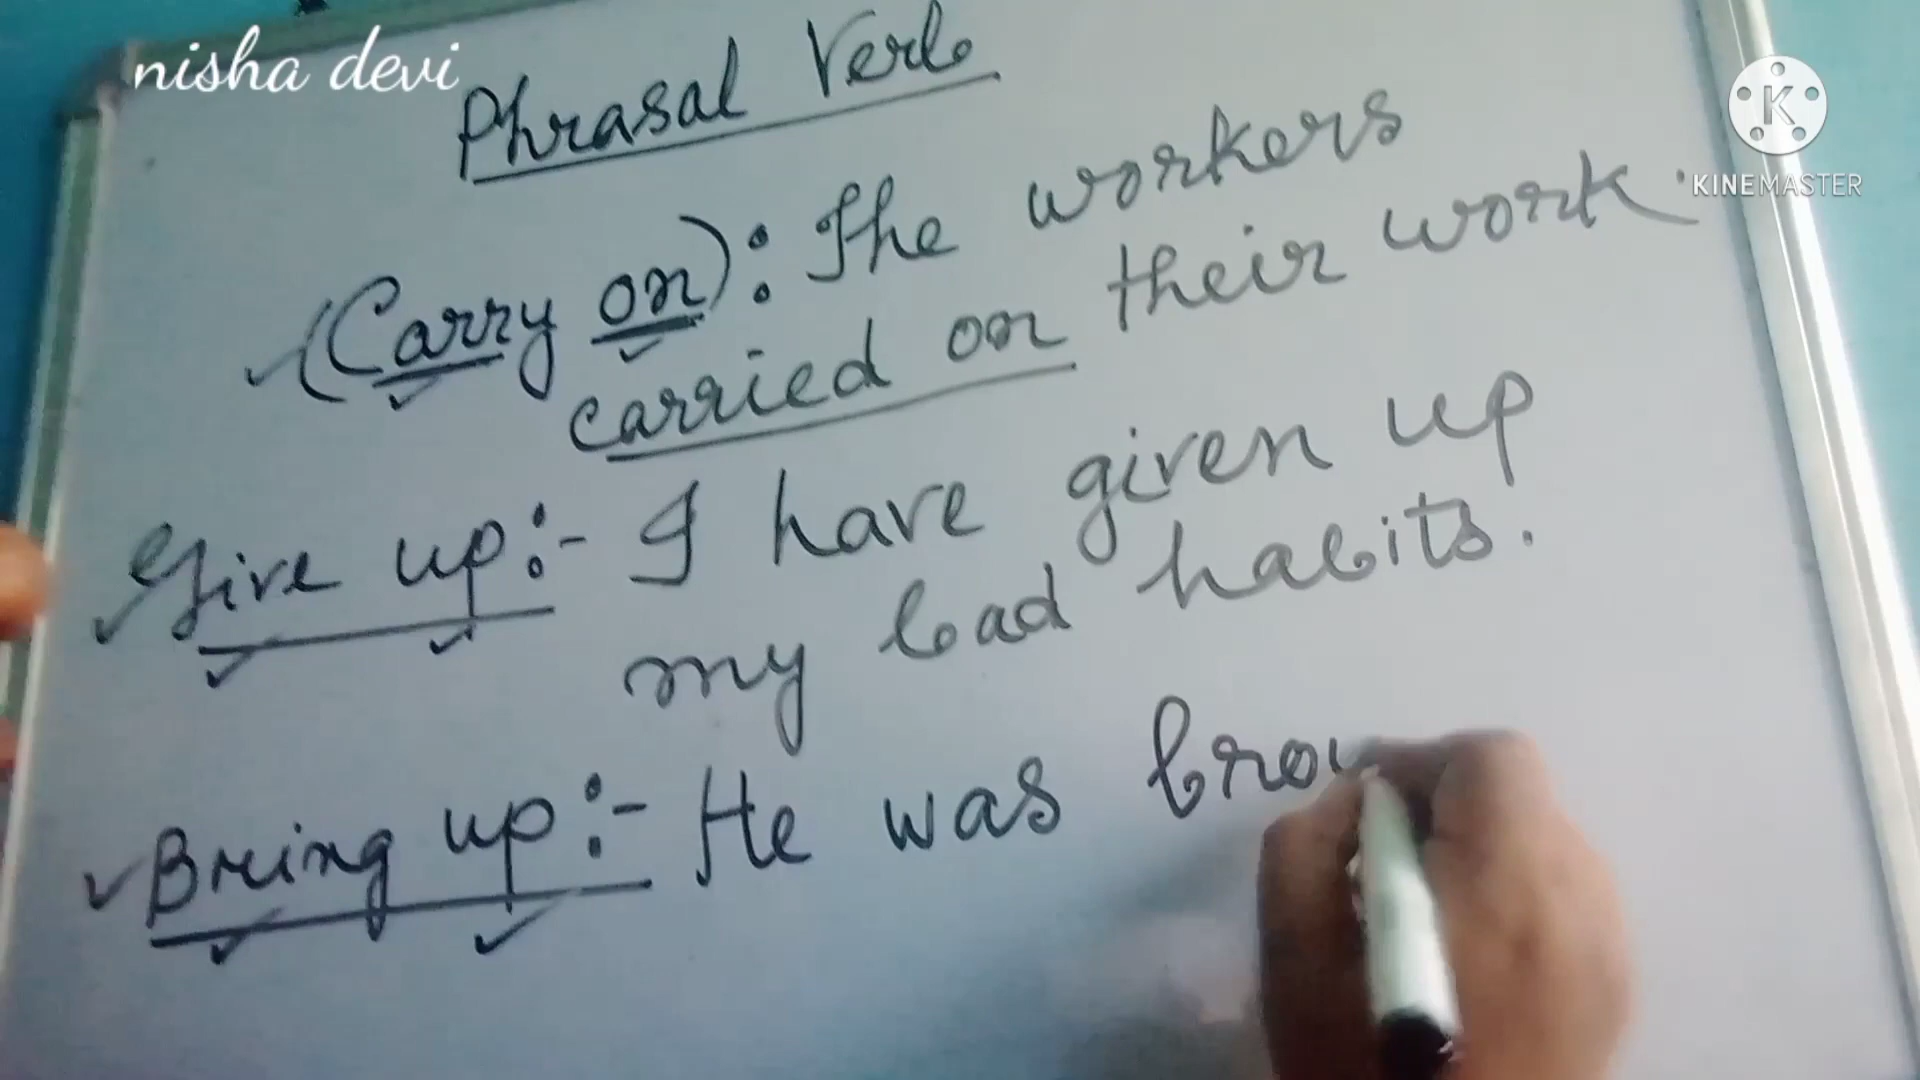 nisha devi
Phrasal Verb
KINEMASTER
(Carry on): The workers
carried on their work.
Give up:- I have given up
my bad habits.
Bring up:- He was brou